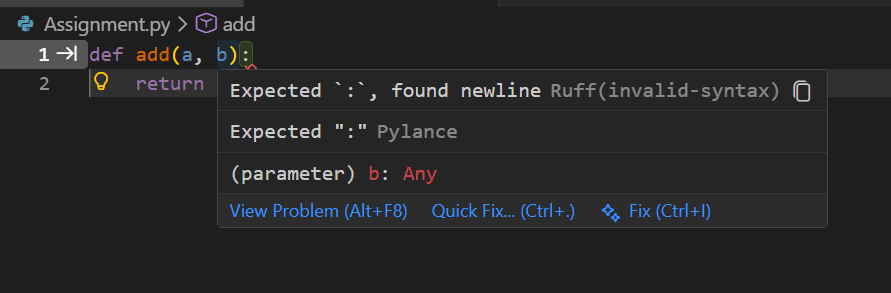 Assignment.py > add
1 def add(a, b):
2 return
Expected `:`, found newline Ruff(invalid-syntax)
Expected ":" Pylance
(parameter) b: Any
View Problem (Alt+F8) Quick Fix... (Ctrl+.) Fix (Ctrl+I)